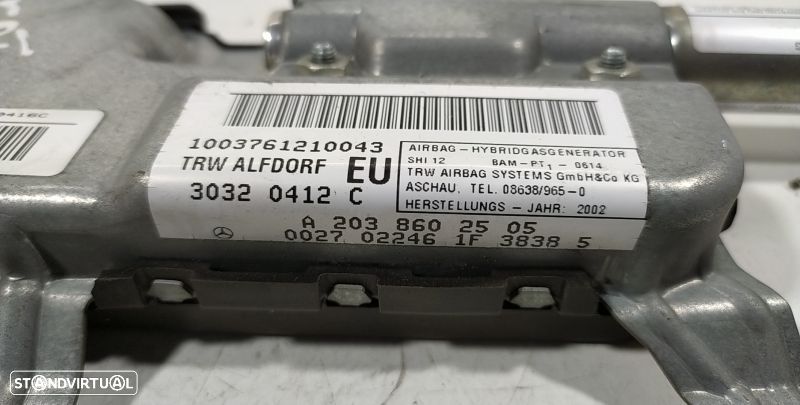 0416C
1003761210043
TRW ALFDORF EU
3032 0412 C
AIRBAG - HYBRIDGASGENERATOR
SHI 12 BAM - PT1 - 0614
TRW AIRBAG SYSTEMS GmbH&Co KG
ASCHAU, TEL. 08638/965-0
HERSTELLUNGS - JAHR: 2002
A 203 860 25 05
0027 02246 1F 3838 5
STANDVIRTUAL